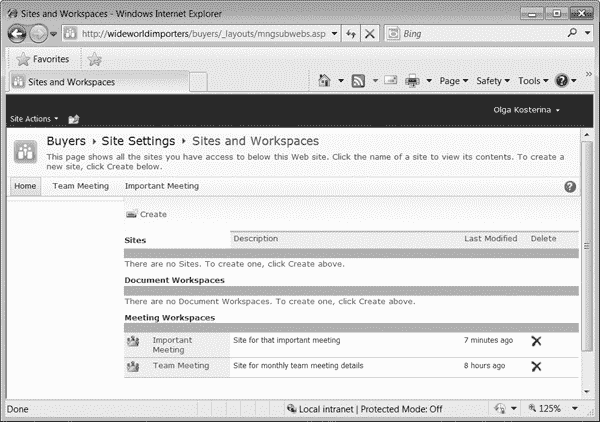 Sites and Workspaces - Windows Internet Explorer
http://wideworldimporters/buyers/_layouts/mngsubwebs.asp
Bing
Favorites
Sites and Workspaces
Page
Safety
Tools
Olga Kosterina
Site Actions
Buyers Site Settings Sites and Workspaces
This page shows all the sites you have access to below this Web site. Click the name of a site to view its contents. To create
a new site, click Create below.
Home Team Meeting Important Meeting
Create
Sites Description Last Modified Delete
There are no Sites. To create one, click Create above.
Document Workspaces
There are no Document Workspaces. To create one, click Create above.
Meeting Workspaces
Important Meeting Site for that important meeting 7 minutes ago
Team Meeting Site for monthly team meeting details 8 hours ago
Done Local intranet | Protected Mode: Off 125%